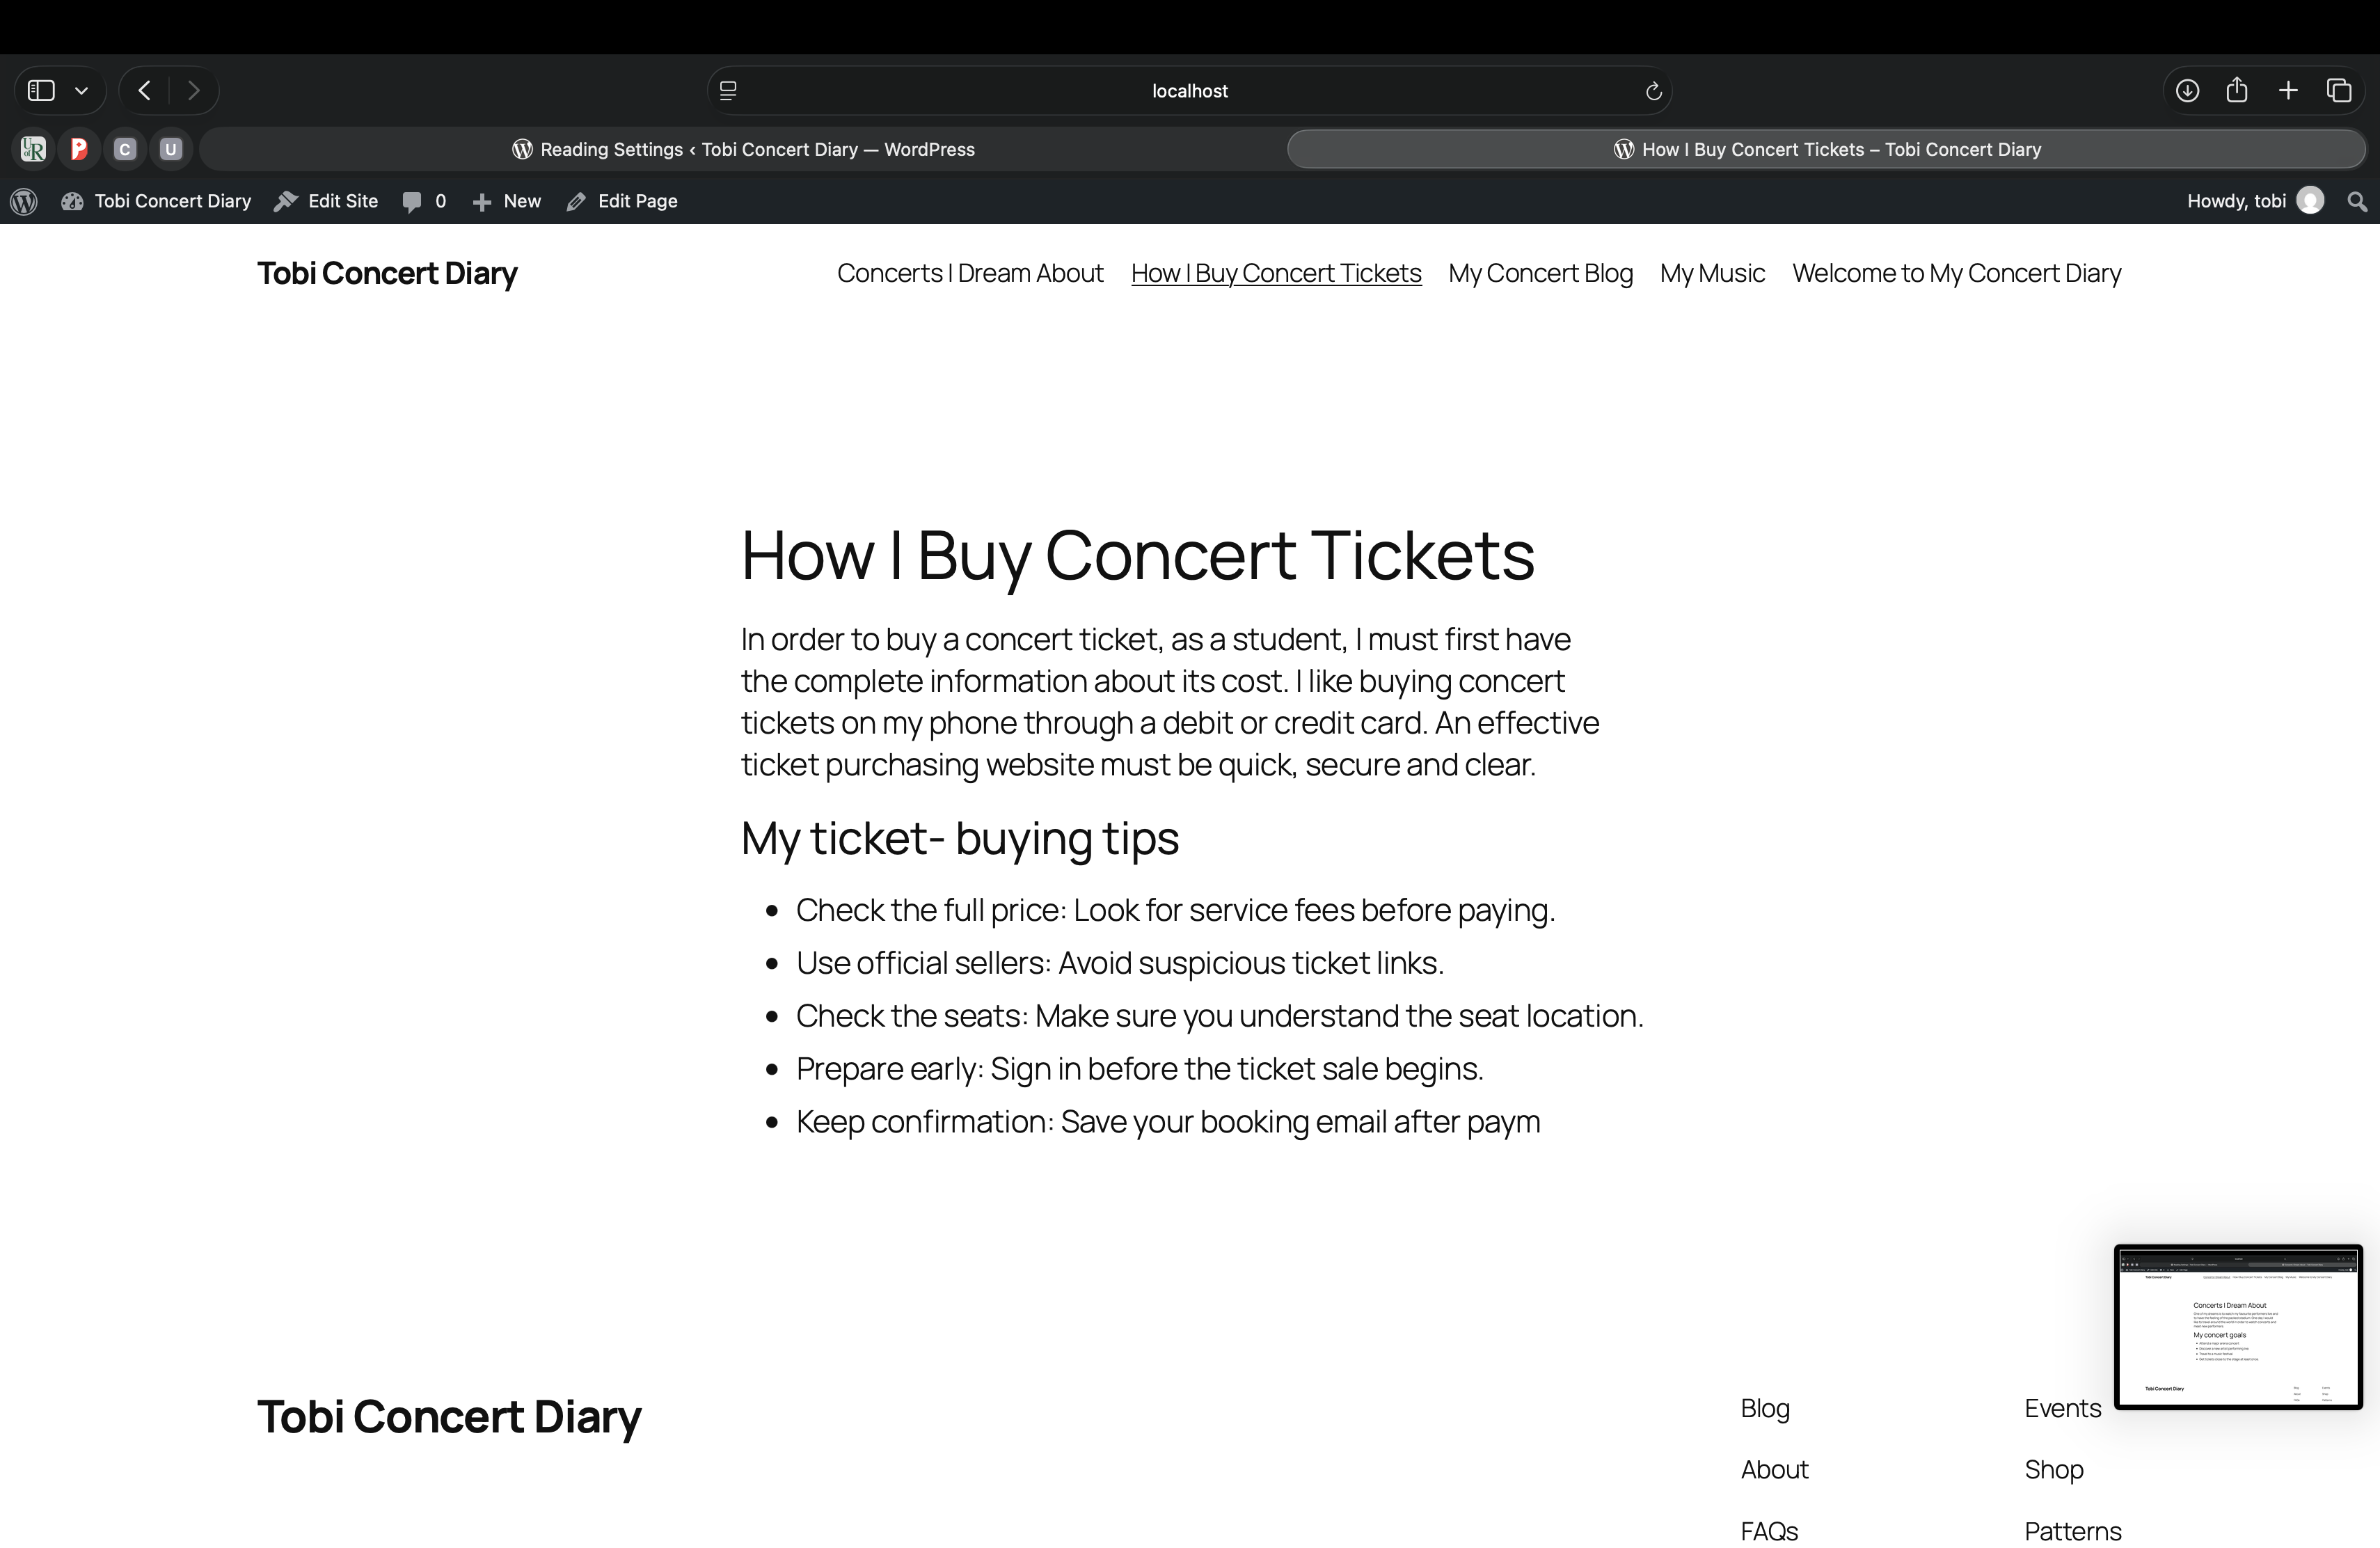 localhost
UofR
C
U
Reading Settings ‹ Tobi Concert Diary — WordPress
How I Buy Concert Tickets – Tobi Concert Diary
Tobi Concert Diary
Edit Site
0
New
Edit Page
Howdy, tobi
Tobi Concert Diary
Concerts I Dream About
How I Buy Concert Tickets
My Concert Blog
My Music
Welcome to My Concert Diary
How I Buy Concert Tickets
In order to buy a concert ticket, as a student, I must first have
the complete information about its cost. I like buying concert
tickets on my phone through a debit or credit card. An effective
ticket purchasing website must be quick, secure and clear.
My ticket- buying tips
Check the full price: Look for service fees before paying.
Use official sellers: Avoid suspicious ticket links.
Check the seats: Make sure you understand the seat location.
Prepare early: Sign in before the ticket sale begins.
Keep confirmation: Save your booking email after paym
Concerts I Dream About
My concert goals
Tobi Concert Diary
Blog
Events
About
Shop
FAQs
Patterns